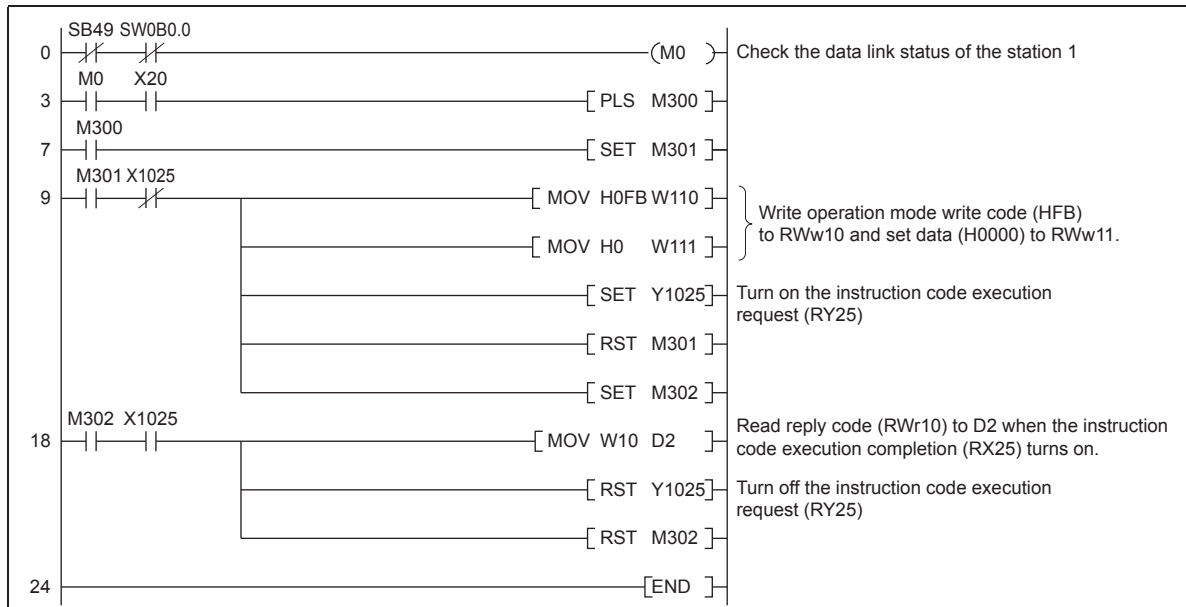 SB49 SW0B0.0
0 (M0 ) Check the data link status of the station 1
M0 X20
3 [ PLS M300 ]
M300
7 [ SET M301 ]
M301 X1025
9 [ MOV H0FB W110 ]
Write operation mode write code (HFB)
to RWw10 and set data (H0000) to RWw11.
[ MOV H0 W111 ]
[ SET Y1025 ] Turn on the instruction code execution
request (RY25)
[ RST M301 ]
[ SET M302 ]
M302 X1025
18 [ MOV W10 D2 ] Read reply code (RWr10) to D2 when the instruction
code execution completion (RX25) turns on.
[ RST Y1025 ] Turn off the instruction code execution
request (RY25)
[ RST M302 ]
24 [ END ]